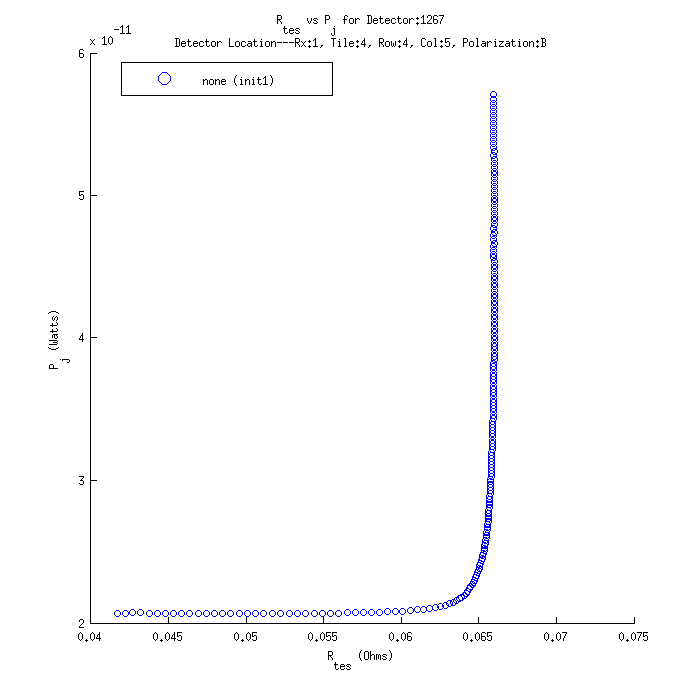 R_tes vs P_j for Detector:1267
x 10^-11
Detector Location---Rx:1, Tile:4, Row:4, Col:5, Polarization:B
6
none (init1)
5
4
P_j (Watts)
3
2
0.04 0.045 0.05 0.055 0.06 0.065 0.07 0.075
R_tes (Ohms)